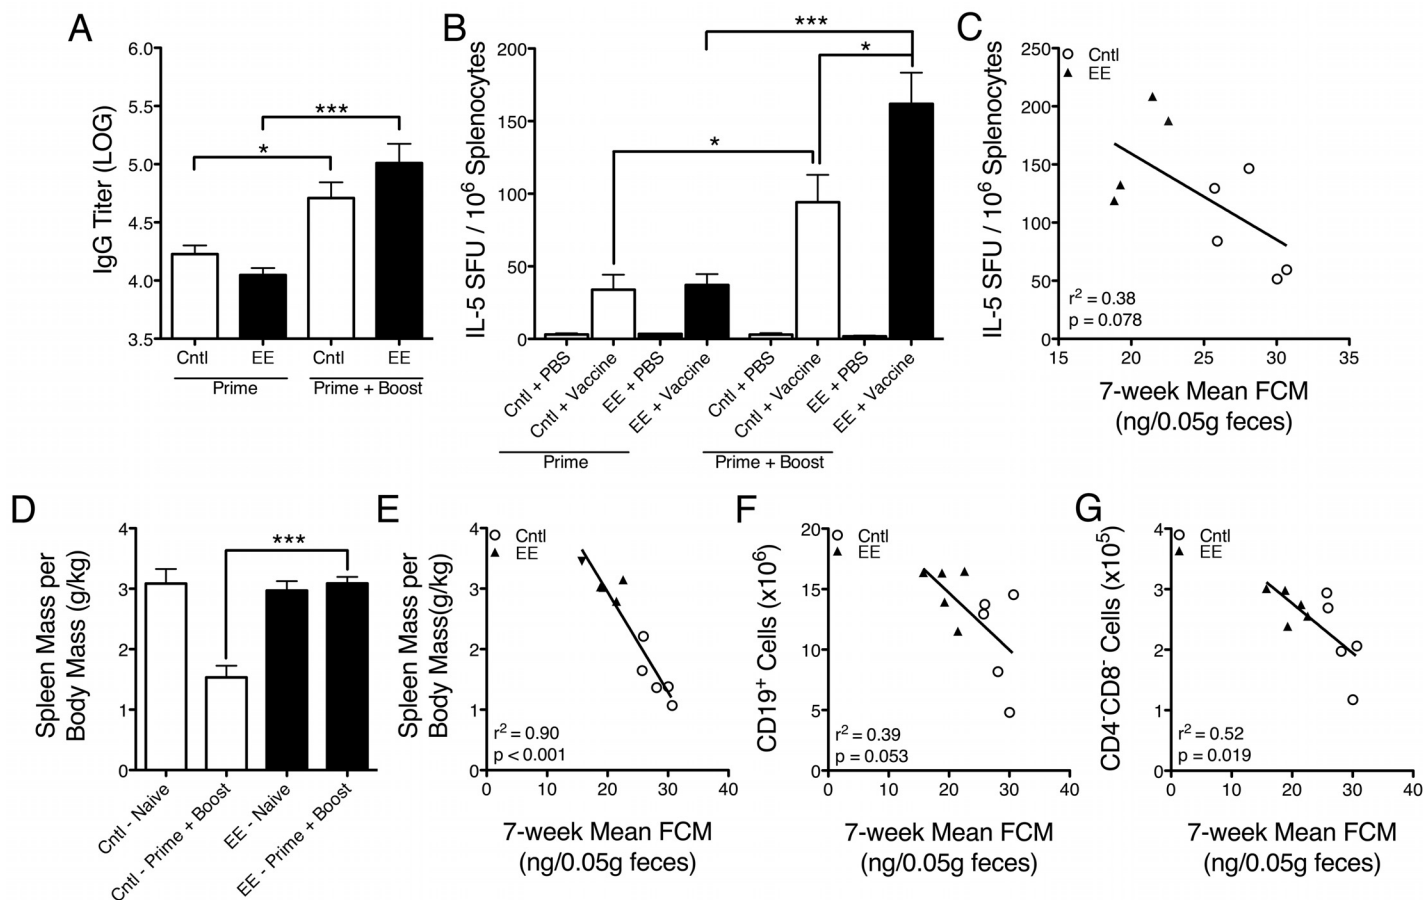 A
IgG Titer (LOG)
6.0
5.5
5.0
4.5
4.0
3.5
*
***
Cntl
EE
Cntl
EE
Prime
Prime + Boost
B
IL-5 SFU / 10⁶ Splenocytes
200
150
100
50
0
***
*
*
Cntl + PBS
Cntl + Vaccine
EE + PBS
EE + Vaccine
Cntl + PBS
Cntl + Vaccine
EE + PBS
EE + Vaccine
Prime
Prime + Boost
C
IL-5 SFU / 10⁶ Splenocytes
250
200
150
100
50
0
Cntl
EE
r² = 0.38
p = 0.078
15
20
25
30
35
7-week Mean FCM
(ng/0.05g feces)
D
Spleen Mass per
Body Mass (g/kg)
4
3
2
1
0
***
Cntl - Naive
Cntl - Prime + Boost
EE - Naive
EE - Prime + Boost
E
Spleen Mass per
Body Mass(g/kg)
4
3
2
1
0
Cntl
EE
r² = 0.90
p < 0.001
0
10
20
30
40
7-week Mean FCM
(ng/0.05g feces)
F
CD19⁺ Cells (x10⁶)
20
15
10
5
0
Cntl
EE
r² = 0.39
p = 0.053
0
10
20
30
40
7-week Mean FCM
(ng/0.05g feces)
G
CD4⁻CD8⁻ Cells (x10⁵)
4
3
2
1
0
Cntl
EE
r² = 0.52
p = 0.019
0
10
20
30
40
7-week Mean FCM
(ng/0.05g feces)